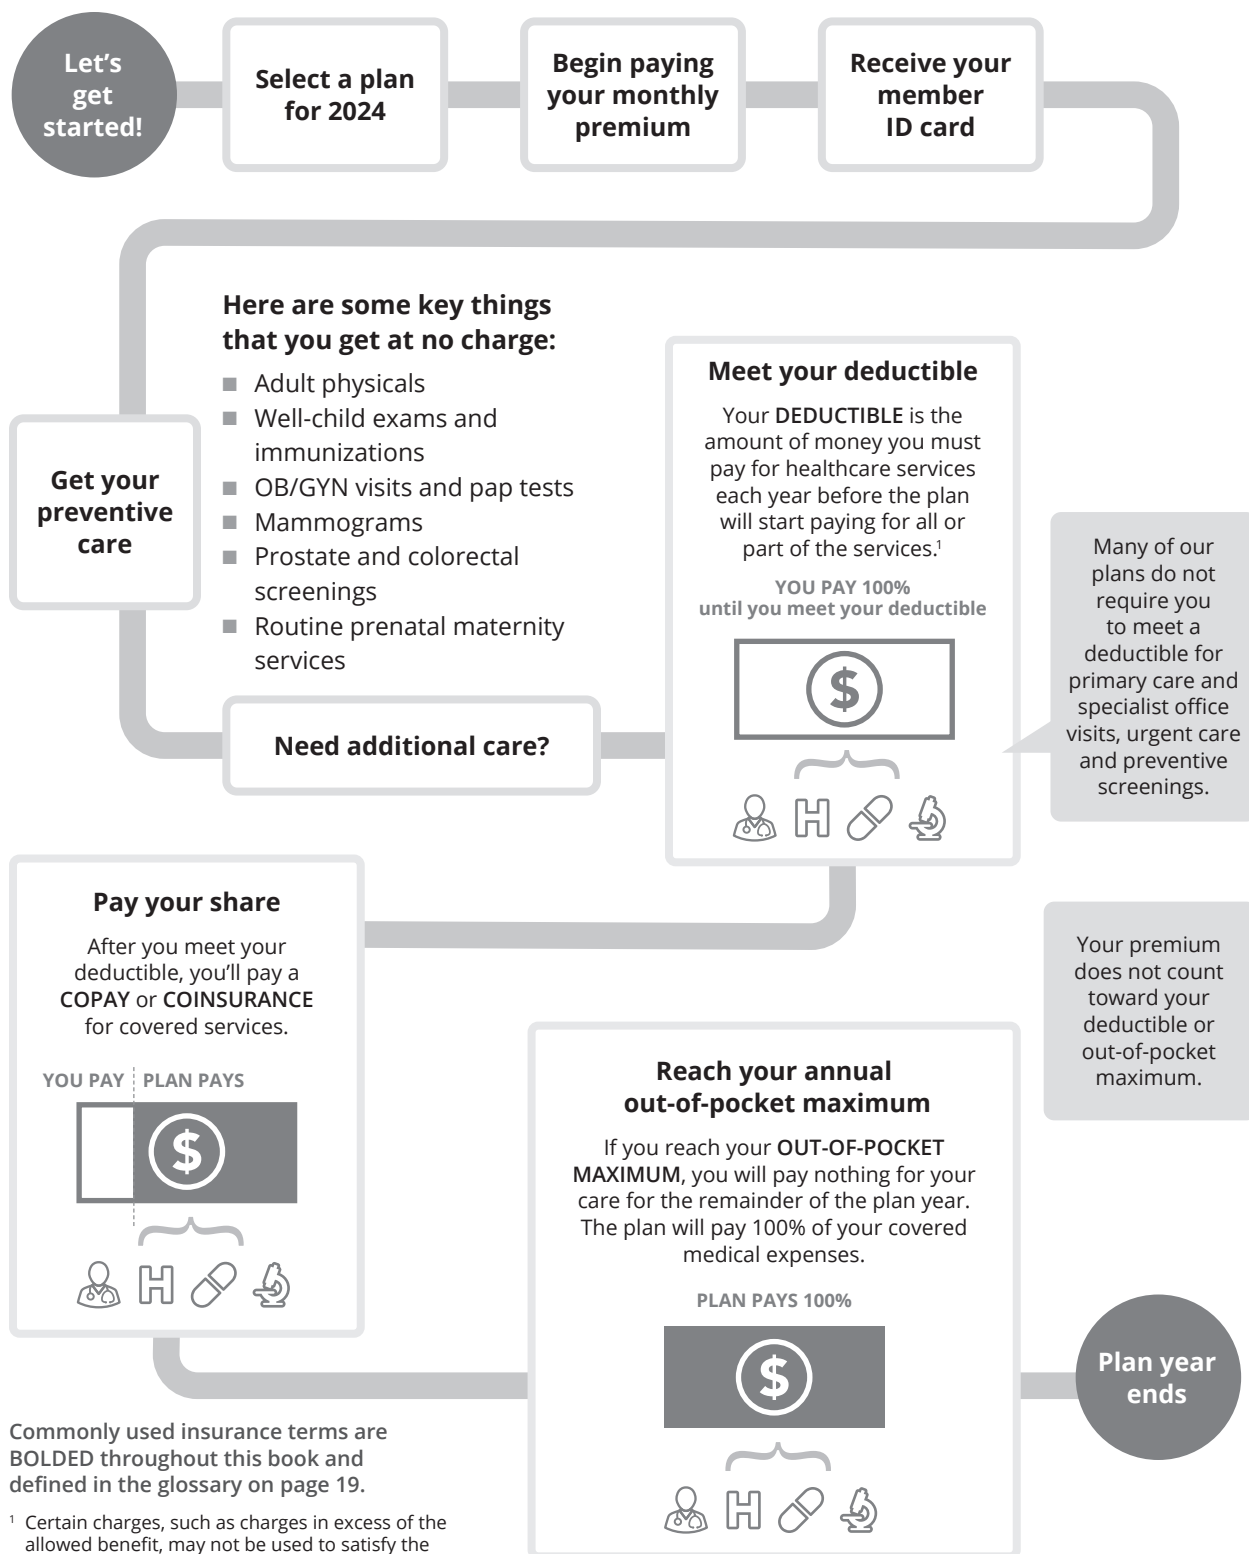 Let's
get
started!
Select a plan
for 2024
Begin paying
your monthly
premium
Receive your
member
ID card
Here are some key things
that you get at no charge:
■ Adult physicals
■ Well-child exams and
immunizations
■ OB/GYN visits and pap tests
■ Mammograms
■ Prostate and colorectal
screenings
■ Routine prenatal maternity
services
Get your
preventive
care
Need additional care?
Meet your deductible
Your DEDUCTIBLE is the
amount of money you must
pay for healthcare services
each year before the plan
will start paying for all or
part of the services.¹
YOU PAY 100%
until you meet your deductible
$
H
Many of our
plans do not
require you
to meet a
deductible for
primary care and
specialist office
visits, urgent care
and preventive
screenings.
Pay your share
After you meet your
deductible, you'll pay a
COPAY or COINSURANCE
for covered services.
YOU PAY PLAN PAYS
$
H
Your premium
does not count
toward your
deductible or
out-of-pocket
maximum.
Reach your annual
out-of-pocket maximum
If you reach your OUT-OF-POCKET
MAXIMUM, you will pay nothing for your
care for the remainder of the plan year.
The plan will pay 100% of your covered
medical expenses.
PLAN PAYS 100%
$
H
Plan year
ends
Commonly used insurance terms are
BOLDED throughout this book and
defined in the glossary on page 19.
¹ Certain charges, such as charges in excess of the
allowed benefit, may not be used to satisfy the